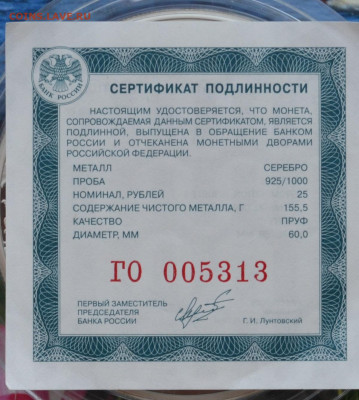 БАНК РОССИИ
СЕРТИФИКАТ ПОДЛИННОСТИ
НАСТОЯЩИМ УДОСТОВЕРЯЕТСЯ, ЧТО МОНЕТА,
СОПРОВОЖДАЕМАЯ ДАННЫМ СЕРТИФИКАТОМ, ЯВЛЯЕТСЯ
ПОДЛИННОЙ, ВЫПУЩЕНА В ОБРАЩЕНИЕ БАНКОМ
РОССИИ И ОТЧЕКАНЕНА МОНЕТНЫМИ ДВОРАМИ
РОССИЙСКОЙ ФЕДЕРАЦИИ.
МЕТАЛЛ СЕРЕБРО
ПРОБА 925/1000
НОМИНАЛ, РУБЛЕЙ 25
СОДЕРЖАНИЕ ЧИСТОГО МЕТАЛЛА, Г 155,5
КАЧЕСТВО ПРУФ
ДИАМЕТР, ММ 60,0
ГО 005313
ПЕРВЫЙ ЗАМЕСТИТЕЛЬ
ПРЕДСЕДАТЕЛЯ
БАНКА РОССИИ
Г. И. Лунтовский